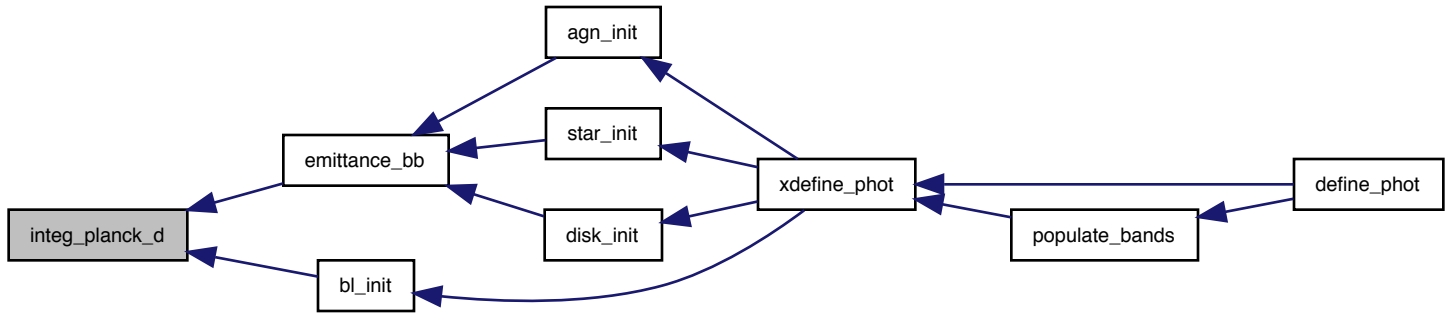 agn_init
star_init
emittance_bb
xdefine_phot
define_phot
integ_planck_d
disk_init
populate_bands
bl_init